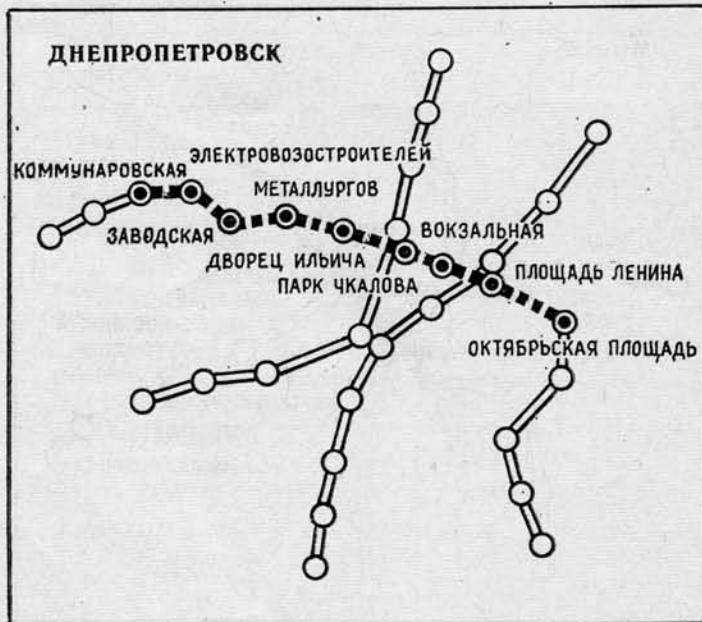 ДНЕПРОПЕТРОВСК
ЭЛЕКТРОВОЗОСТРОИТЕЛЕЙ
КОММУНАРОВСКАЯ
МЕТАЛЛУРГОВ
ЗАВОДСКАЯ
ВОКЗАЛЬНАЯ
ДВОРЕЦ ИЛЬИЧА
ПЛОЩАДЬ ЛЕНИНА
ПАРК ЧКАЛОВА
ОКТЯБРЬСКАЯ ПЛОЩАДЬ